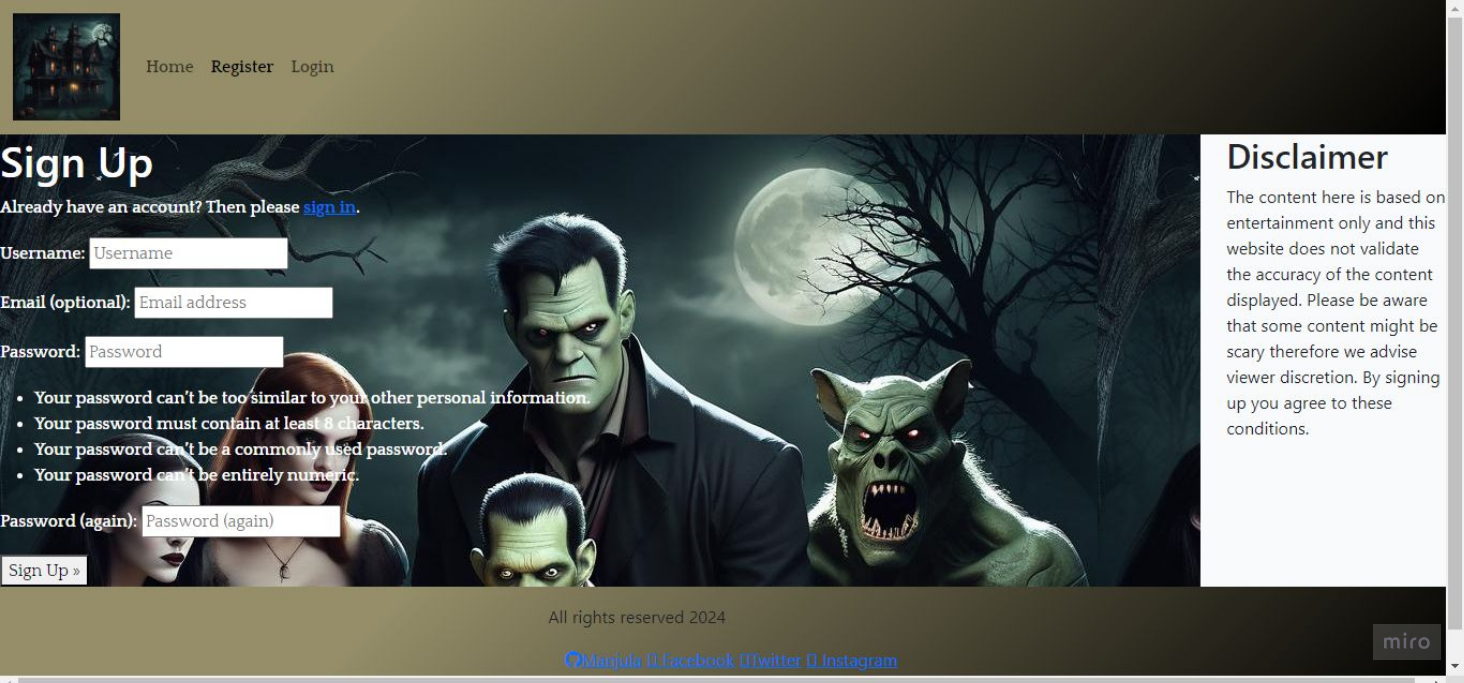 Home Register Login
Sign Up
Already have an account? Then please sign in.
Username: Username
Email (optional): Email address
Password: Password
• Your password can't be too similar to your other personal information.
• Your password must contain at least 8 characters.
• Your password can't be a commonly used password.
• Your password can't be entirely numeric.
Password (again): Password (again)
Sign Up »
Disclaimer
The content here is based on
entertainment only and this
website does not validate
the accuracy of the content
displayed. Please be aware
that some content might be
scary therefore we advise
viewer discretion. By signing
up you agree to these
conditions.
All rights reserved 2024
Manjula Facebook Twitter Instagram
miro